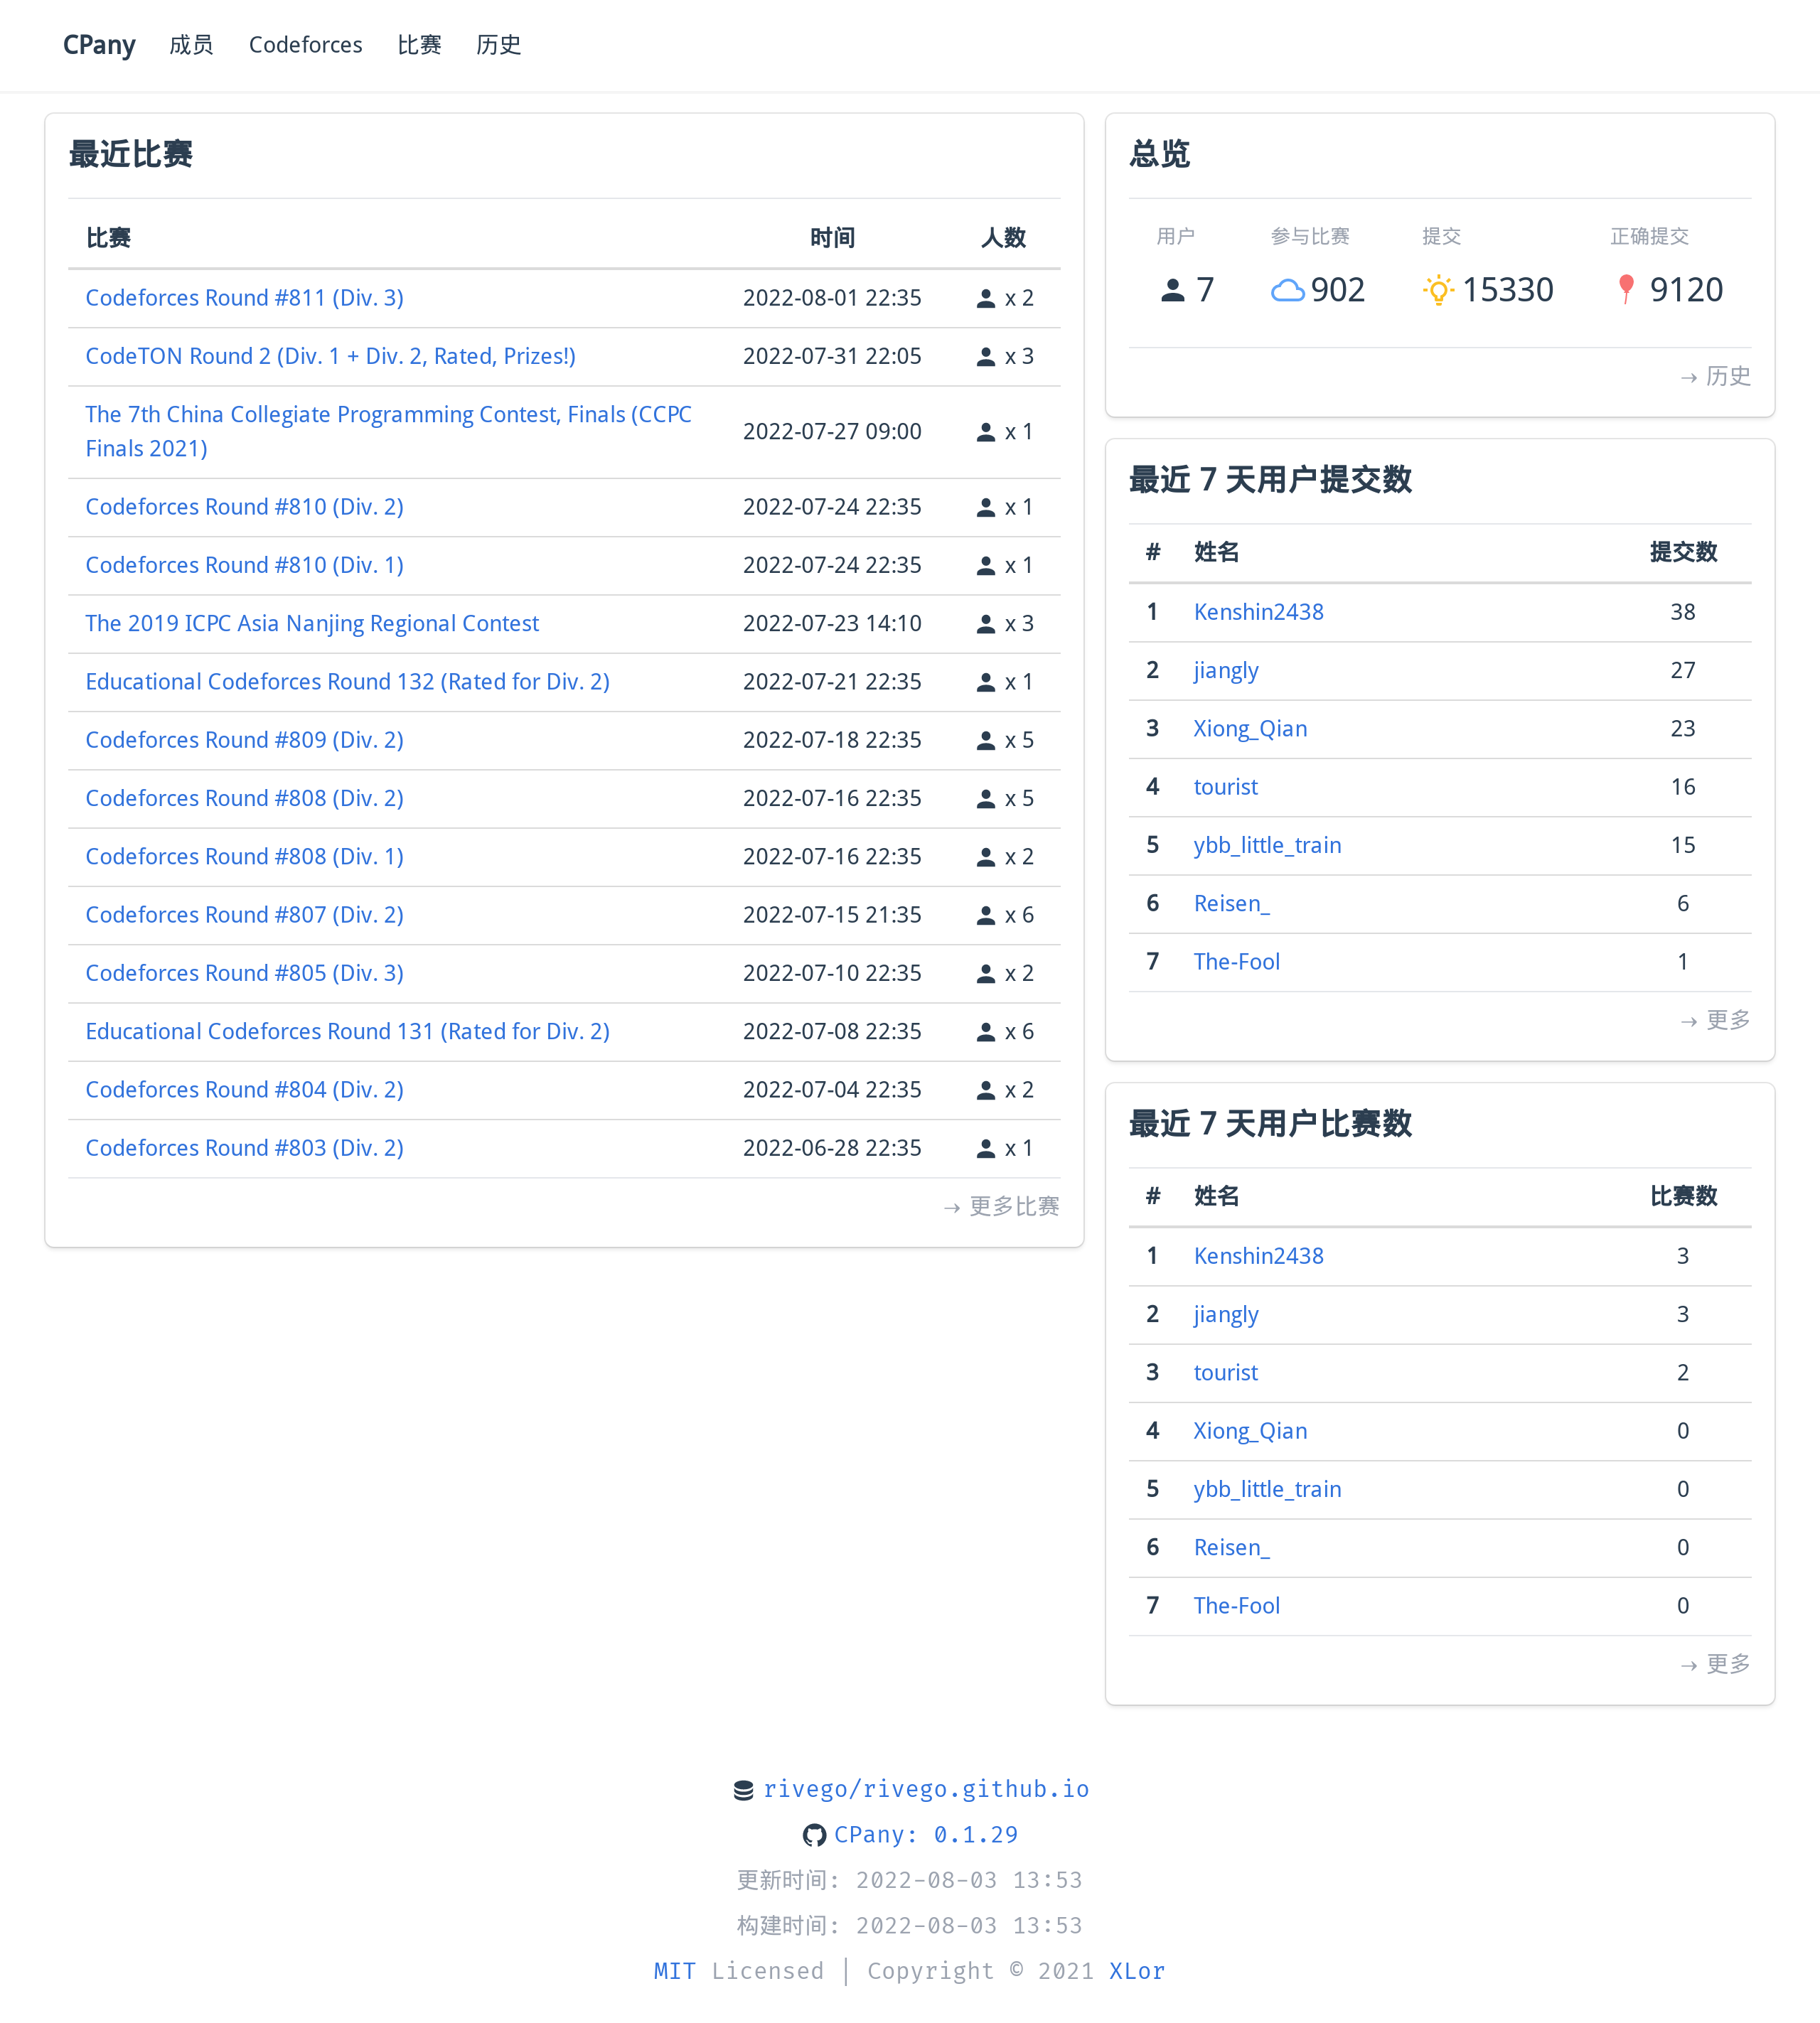 CPany 成员 Codeforces 比赛 历史
最近比赛
比赛 时间 人数
Codeforces Round #811 (Div. 3) 2022-08-01 22:35 x 2
CodeTON Round 2 (Div. 1 + Div. 2, Rated, Prizes!) 2022-07-31 22:05 x 3
The 7th China Collegiate Programming Contest, Finals (CCPC
Finals 2021) 2022-07-27 09:00 x 1
Codeforces Round #810 (Div. 2) 2022-07-24 22:35 x 1
Codeforces Round #810 (Div. 1) 2022-07-24 22:35 x 1
The 2019 ICPC Asia Nanjing Regional Contest 2022-07-23 14:10 x 3
Educational Codeforces Round 132 (Rated for Div. 2) 2022-07-21 22:35 x 1
Codeforces Round #809 (Div. 2) 2022-07-18 22:35 x 5
Codeforces Round #808 (Div. 2) 2022-07-16 22:35 x 5
Codeforces Round #808 (Div. 1) 2022-07-16 22:35 x 2
Codeforces Round #807 (Div. 2) 2022-07-15 21:35 x 6
Codeforces Round #805 (Div. 3) 2022-07-10 22:35 x 2
Educational Codeforces Round 131 (Rated for Div. 2) 2022-07-08 22:35 x 6
Codeforces Round #804 (Div. 2) 2022-07-04 22:35 x 2
Codeforces Round #803 (Div. 2) 2022-06-28 22:35 x 1
→ 更多比赛
总览
用户 参与比赛 提交 正确提交
7 902 15330 9120
→ 历史
最近 7 天用户提交数
# 姓名 提交数
1 Kenshin2438 38
2 jiangly 27
3 Xiong_Qian 23
4 tourist 16
5 ybb_little_train 15
6 Reisen_ 6
7 The-Fool 1
→ 更多
最近 7 天用户比赛数
# 姓名 比赛数
1 Kenshin2438 3
2 jiangly 3
3 tourist 2
4 Xiong_Qian 0
5 ybb_little_train 0
6 Reisen_ 0
7 The-Fool 0
→ 更多
rivego/rivego.github.io
CPany: 0.1.29
更新时间: 2022-08-03 13:53
构建时间: 2022-08-03 13:53
MIT Licensed | Copyright © 2021 XLor